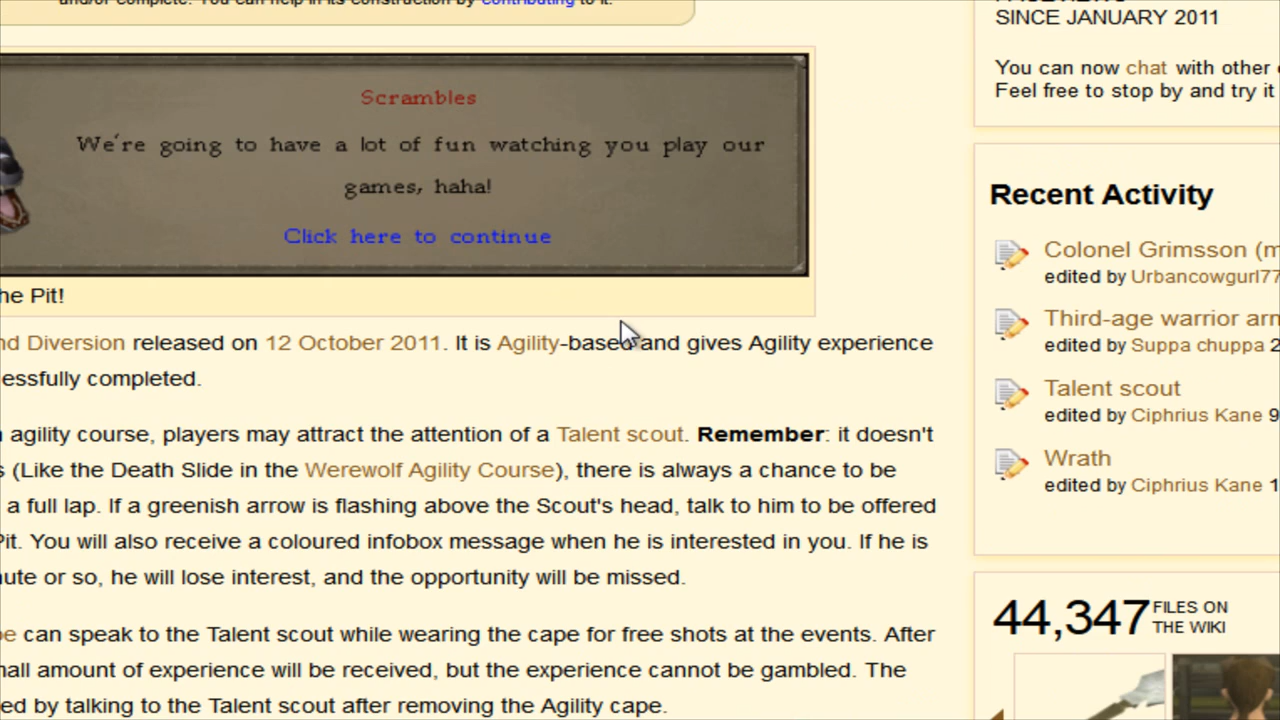 and/or complete. You can help in its construction by contributing to it.
Scrambles
We're going to have a lot of fun watching you play our
games, haha!
Click here to continue
he Pit!
nd Diversion released on 12 October 2011. It is Agility-based and gives Agility experience
essfully completed.
agility course, players may attract the attention of a Talent scout. Remember: it doesn't
s (Like the Death Slide in the Werewolf Agility Course), there is always a chance to be
a full lap. If a greenish arrow is flashing above the Scout's head, talk to him to be offered
Pit. You will also receive a coloured infobox message when he is interested in you. If he is
nute or so, he will lose interest, and the opportunity will be missed.
pe can speak to the Talent scout while wearing the cape for free shots at the events. After
mall amount of experience will be received, but the experience cannot be gambled. The
ed by talking to the Talent scout after removing the Agility cape.
SINCE JANUARY 2011
You can now chat with other
Feel free to stop by and try it
Recent Activity
Colonel Grimsson (m
edited by Urbancowgurl77
Third-age warrior arm
edited by Suppa chuppa 2
Talent scout
edited by Ciphrius Kane 9
Wrath
edited by Ciphrius Kane 1
44,347 FILES ON
THE WIKI